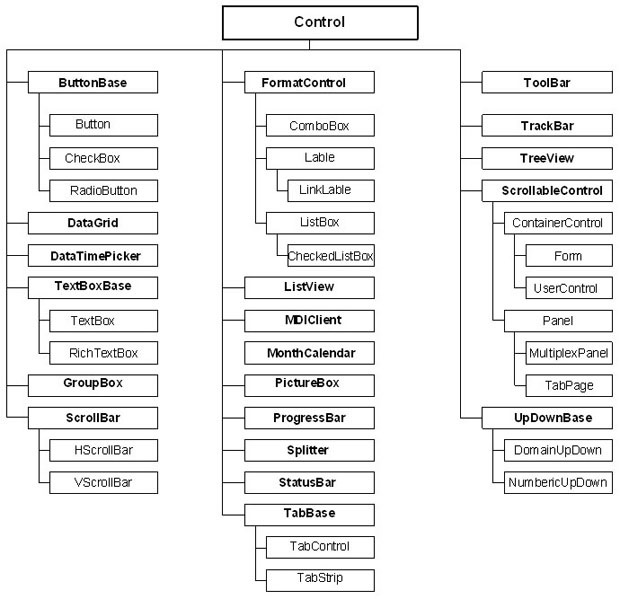 Control
ButtonBase
Button
CheckBox
RadioButton
DataGrid
DataTimePicker
TextBoxBase
TextBox
RichTextBox
GroupBox
ScrollBar
HScrollBar
VScrollBar
FormatControl
ComboBox
Lable
LinkLable
ListBox
CheckedListBox
ListView
MDIClient
MonthCalendar
PictureBox
ProgressBar
Splitter
StatusBar
TabBase
TabControl
TabStrip
ToolBar
TrackBar
TreeView
ScrollableControl
ContainerControl
Form
UserControl
Panel
MultiplexPanel
TabPage
UpDownBase
DomainUpDown
NumbericUpDown